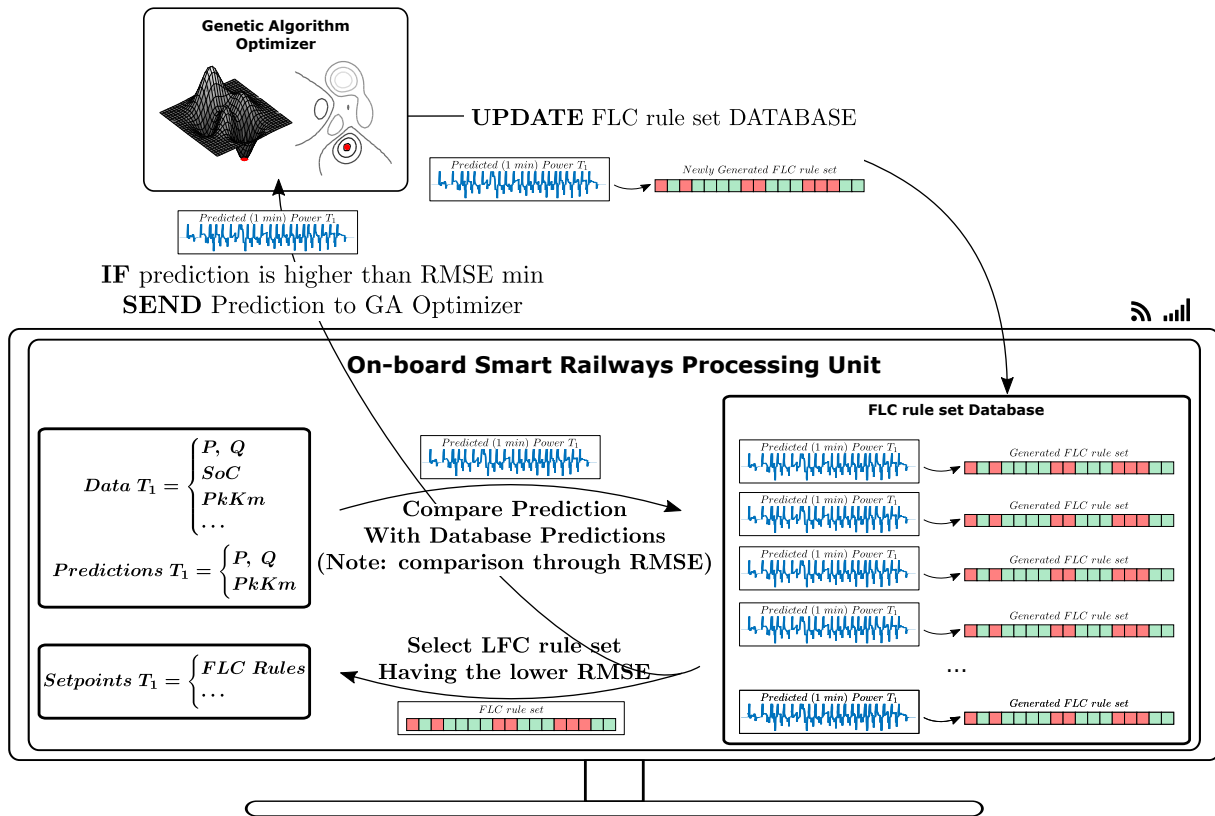 Genetic Algorithm
Optimizer
UPDATE FLC rule set DATABASE
Predicted (1 min) Power T₁
Newly Generated FLC rule set
Predicted (1 min) Power T₁
IF prediction is higher than RMSE min
SEND Prediction to GA Optimizer
On-board Smart Railways Processing Unit
Data T₁ = { P, Q
SoC
PkKm
...
Predictions T₁ = { P, Q
PkKm
Setpoints T₁ = { FLC Rules
...
Predicted (1 min) Power T₁
Compare Prediction
With Database Predictions
(Note: comparison through RMSE)
Select LFC rule set
Having the lower RMSE
FLC rule set
FLC rule set Database
Predicted (1 min) Power T₁
Generated FLC rule set
Predicted (1 min) Power T₁
Generated FLC rule set
Predicted (1 min) Power T₁
Generated FLC rule set
Predicted (1 min) Power T₁
Generated FLC rule set
...
Predicted (1 min) Power T₁
Generated FLC rule set